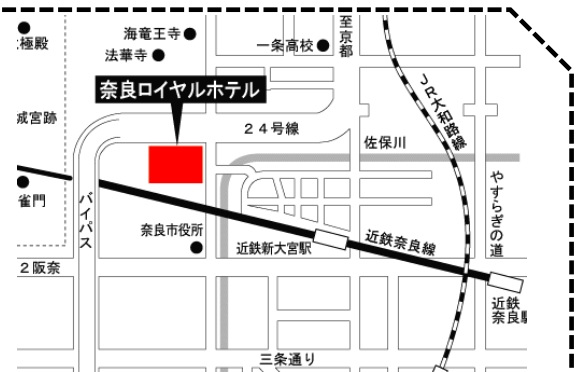 海竜王寺
極殿
法華寺
一条高校
至京都
奈良ロイヤルホテル
JR大和路線
城宮跡
24号線
佐保川
雀門
バイパス
やすらぎの道
奈良市役所
近鉄新大宮駅
近鉄奈良線
2阪奈
近鉄
奈良駅
三条通り